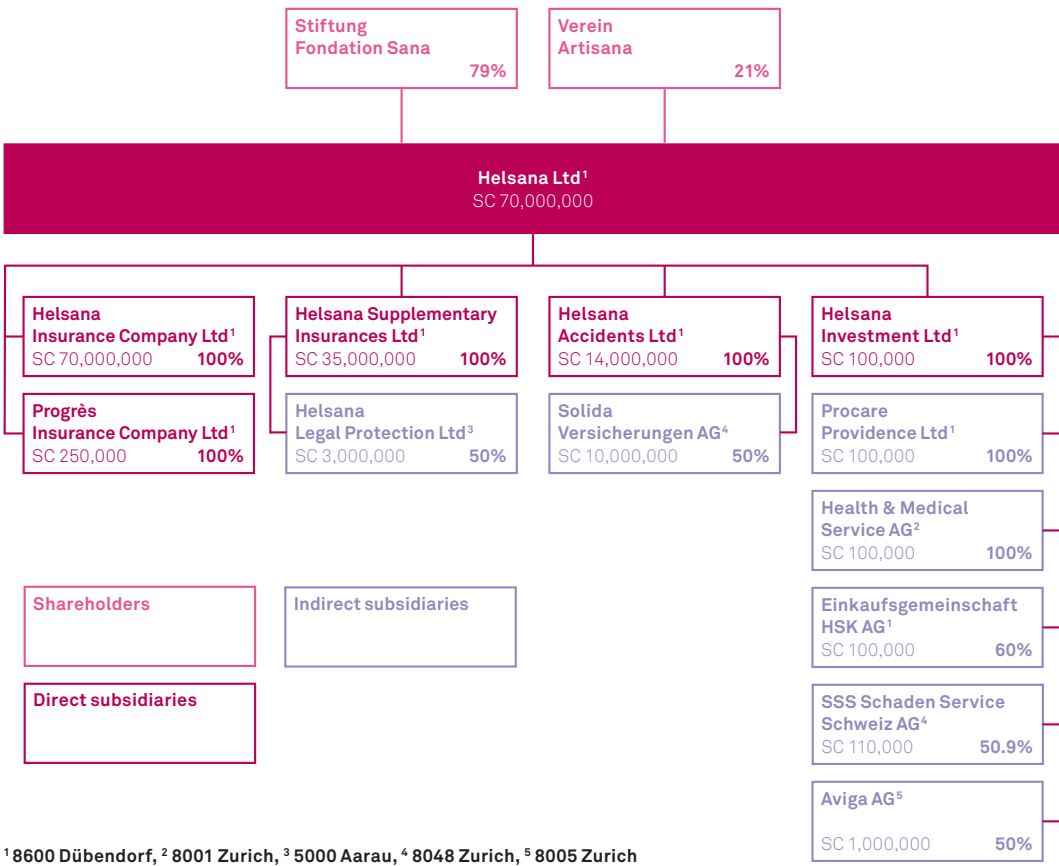 Stiftung
Fondation Sana
79%
Verein
Artisana
21%
Helsana Ltd¹
SC 70,000,000
Helsana
Insurance Company Ltd¹
SC 70,000,000 100%
Helsana Supplementary
Insurances Ltd¹
SC 35,000,000 100%
Helsana
Accidents Ltd¹
SC 14,000,000 100%
Helsana
Investment Ltd¹
SC 100,000 100%
Progrès
Insurance Company Ltd¹
SC 250,000 100%
Helsana
Legal Protection Ltd³
SC 3,000,000 50%
Solida
Versicherungen AG⁴
SC 10,000,000 50%
Procare
Providence Ltd¹
SC 100,000 100%
Health & Medical
Service AG²
SC 100,000 100%
Shareholders
Indirect subsidiaries
Einkaufsgemeinschaft
HSK AG¹
SC 100,000 60%
Direct subsidiaries
SSS Schaden Service
Schweiz AG⁴
SC 110,000 50.9%
Aviga AG⁵
SC 1,000,000 50%
¹ 8600 Dübendorf, ² 8001 Zurich, ³ 5000 Aarau, ⁴ 8048 Zurich, ⁵ 8005 Zurich